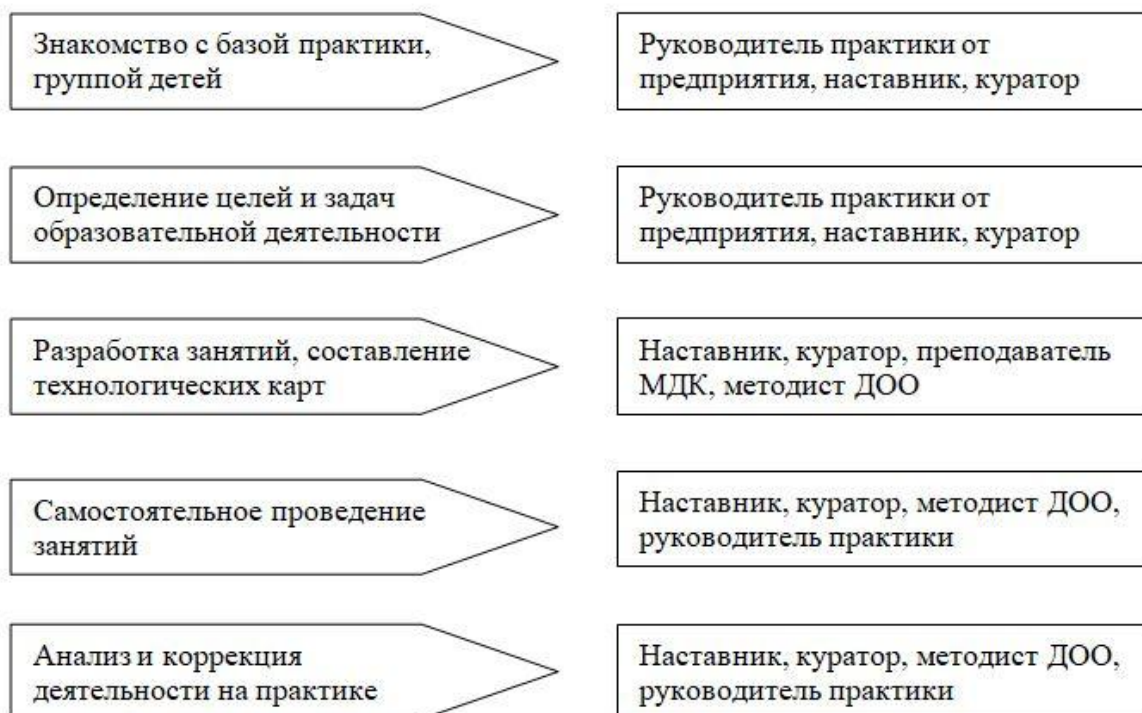 Знакомство с базой практики,
группой детей
Руководитель практики от
предприятия, наставник, куратор
Определение целей и задач
образовательной деятельности
Руководитель практики от
предприятия, наставник, куратор
Разработка занятий, составление
технологических карт
Наставник, куратор, преподаватель
МДК, методист ДОО
Самостоятельное проведение
занятий
Наставник, куратор, методист ДОО,
руководитель практики
Анализ и коррекция
деятельности на практике
Наставник, куратор, методист ДОО,
руководитель практики